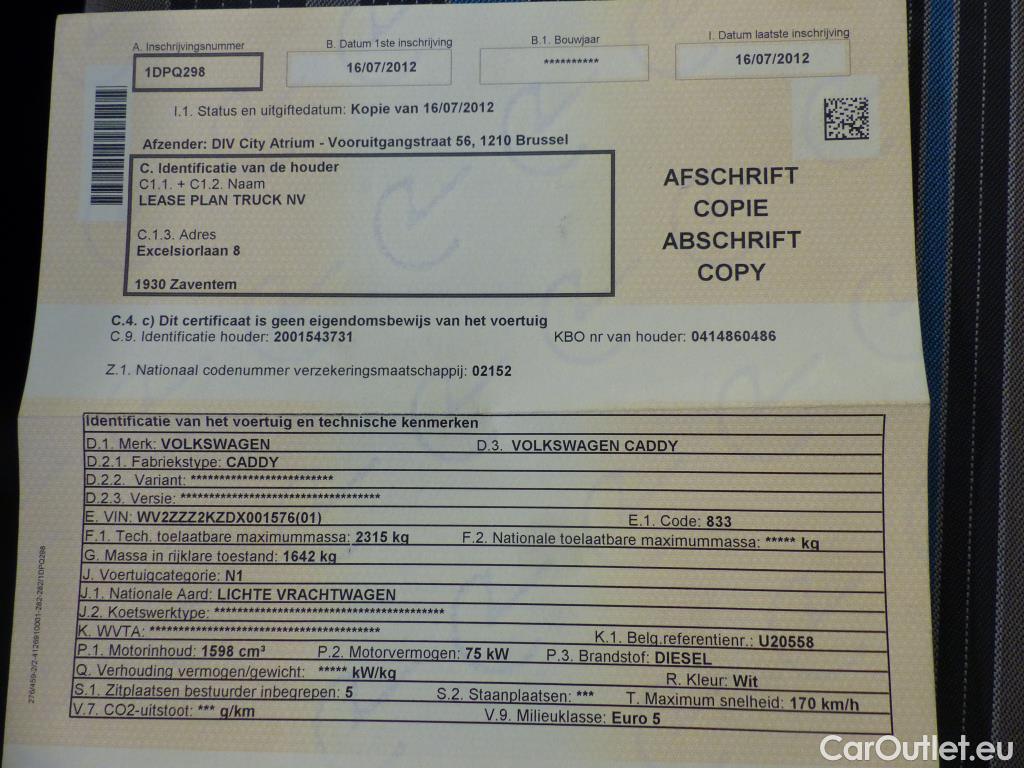 A. Inschrijvingsnummer
1DPQ298
B. Datum 1ste inschrijving
16/07/2012
B.1. Bouwjaar
**********
I. Datum laatste inschrijving
16/07/2012
I.1. Status en uitgiftedatum: Kopie van 16/07/2012
Afzender: DIV City Atrium - Vooruitgangstraat 56, 1210 Brussel
C. Identificatie van de houder
C1.1. + C1.2. Naam
LEASE PLAN TRUCK NV
C.1.3. Adres
Excelsiorlaan 8
1930 Zaventem
AFSCHRIFT
COPIE
ABSCHRIFT
COPY
C.4. c) Dit certificaat is geen eigendomsbewijs van het voertuig
C.9. Identificatie houder: 2001543731 KBO nr van houder: 0414860486
Z.1. Nationaal codenummer verzekeringsmaatschappij: 02152
Identificatie van het voertuig en technische kenmerken
D.1. Merk: VOLKSWAGEN D.3. VOLKSWAGEN CADDY
D.2.1. Fabriekstype: CADDY
D.2.2. Variant: *************************
D.2.3. Versie: ***********************************
E. VIN: WV2ZZZ2KZDX001576(01) E.1. Code: 833
F.1. Tech. toelaatbare maximummassa: 2315 kg F.2. Nationale toelaatbare maximummassa: ***** kg
G. Massa in rijklare toestand: 1642 kg
J. Voertuigcategorie: N1
J.1. Nationale Aard: LICHTE VRACHTWAGEN
J.2. Koetswerktype: ****************************************
K. WVTA: ****************************************
K.1. Belg.referentienr.: U20558
P.1. Motorinhoud: 1598 cm³ P.2. Motorvermogen: 75 kW P.3. Brandstof: DIESEL
Q. Verhouding vermogen/gewicht: ***** kW/kg R. Kleur: Wit
S.1. Zitplaatsen bestuurder inbegrepen: 5 S.2. Staanplaatsen: *** T. Maximum snelheid: 170 km/h
V.7. CO2-uitstoot: *** g/km V.9. Milieuklasse: Euro 5
CarOutlet.eu